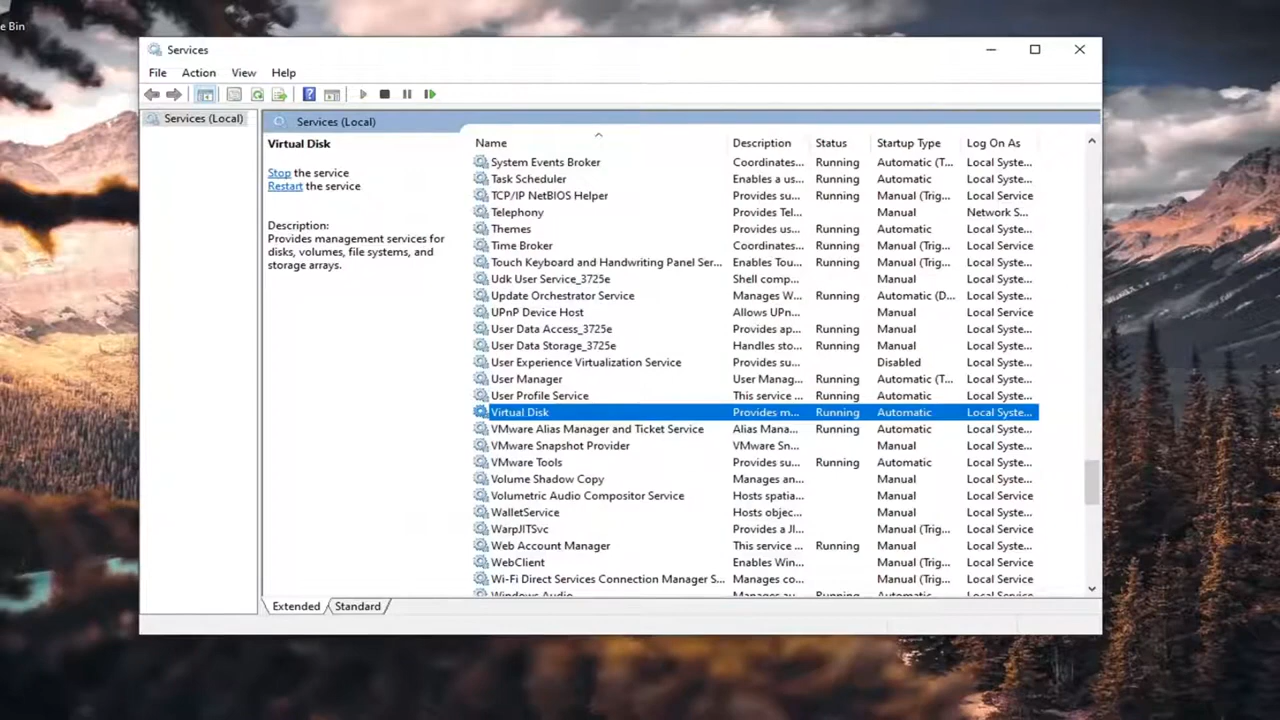 e Bin
Services
File Action View Help
Services (Local)
Services (Local)
Virtual Disk
Stop the service
Restart the service
Description:
Provides management services for
disks, volumes, file systems, and
storage arrays.
Name Description Status Startup Type Log On As
System Events Broker Coordinates... Running Automatic (T... Local Syste...
Task Scheduler Enables a us... Running Automatic Local Syste...
TCP/IP NetBIOS Helper Provides su... Running Manual (Trig... Local Service
Telephony Provides Tel... Manual Network S...
Themes Provides us... Running Automatic Local Syste...
Time Broker Coordinates... Running Manual (Trig... Local Service
Touch Keyboard and Handwriting Panel Ser... Enables Tou... Running Manual (Trig... Local Syste...
Udk User Service_3725e Shell comp... Manual Local Syste...
Update Orchestrator Service Manages W... Running Automatic (D... Local Syste...
UPnP Device Host Allows UPn... Manual Local Service
User Data Access_3725e Provides ap... Running Manual Local Syste...
User Data Storage_3725e Handles sto... Running Manual Local Syste...
User Experience Virtualization Service Provides su... Disabled Local Syste...
User Manager User Manag... Running Automatic (T... Local Syste...
User Profile Service This service ... Running Automatic Local Syste...
Virtual Disk Provides m... Running Automatic Local Syste...
VMware Alias Manager and Ticket Service Alias Mana... Running Automatic Local Syste...
VMware Snapshot Provider VMware Sn... Manual Local Syste...
VMware Tools Provides su... Running Automatic Local Syste...
Volume Shadow Copy Manages an... Manual Local Syste...
Volumetric Audio Compositor Service Hosts spatia... Manual Local Service
WalletService Hosts objec... Manual Local Syste...
WarpJITSvc Provides a JI... Manual (Trig... Local Service
Web Account Manager This service ... Running Manual Local Syste...
WebClient Enables Win... Manual (Trig... Local Service
Wi-Fi Direct Services Connection Manager S... Manages co... Manual (Trig... Local Service
Windows Audio Manages au... Running Automatic Local Service
Extended Standard